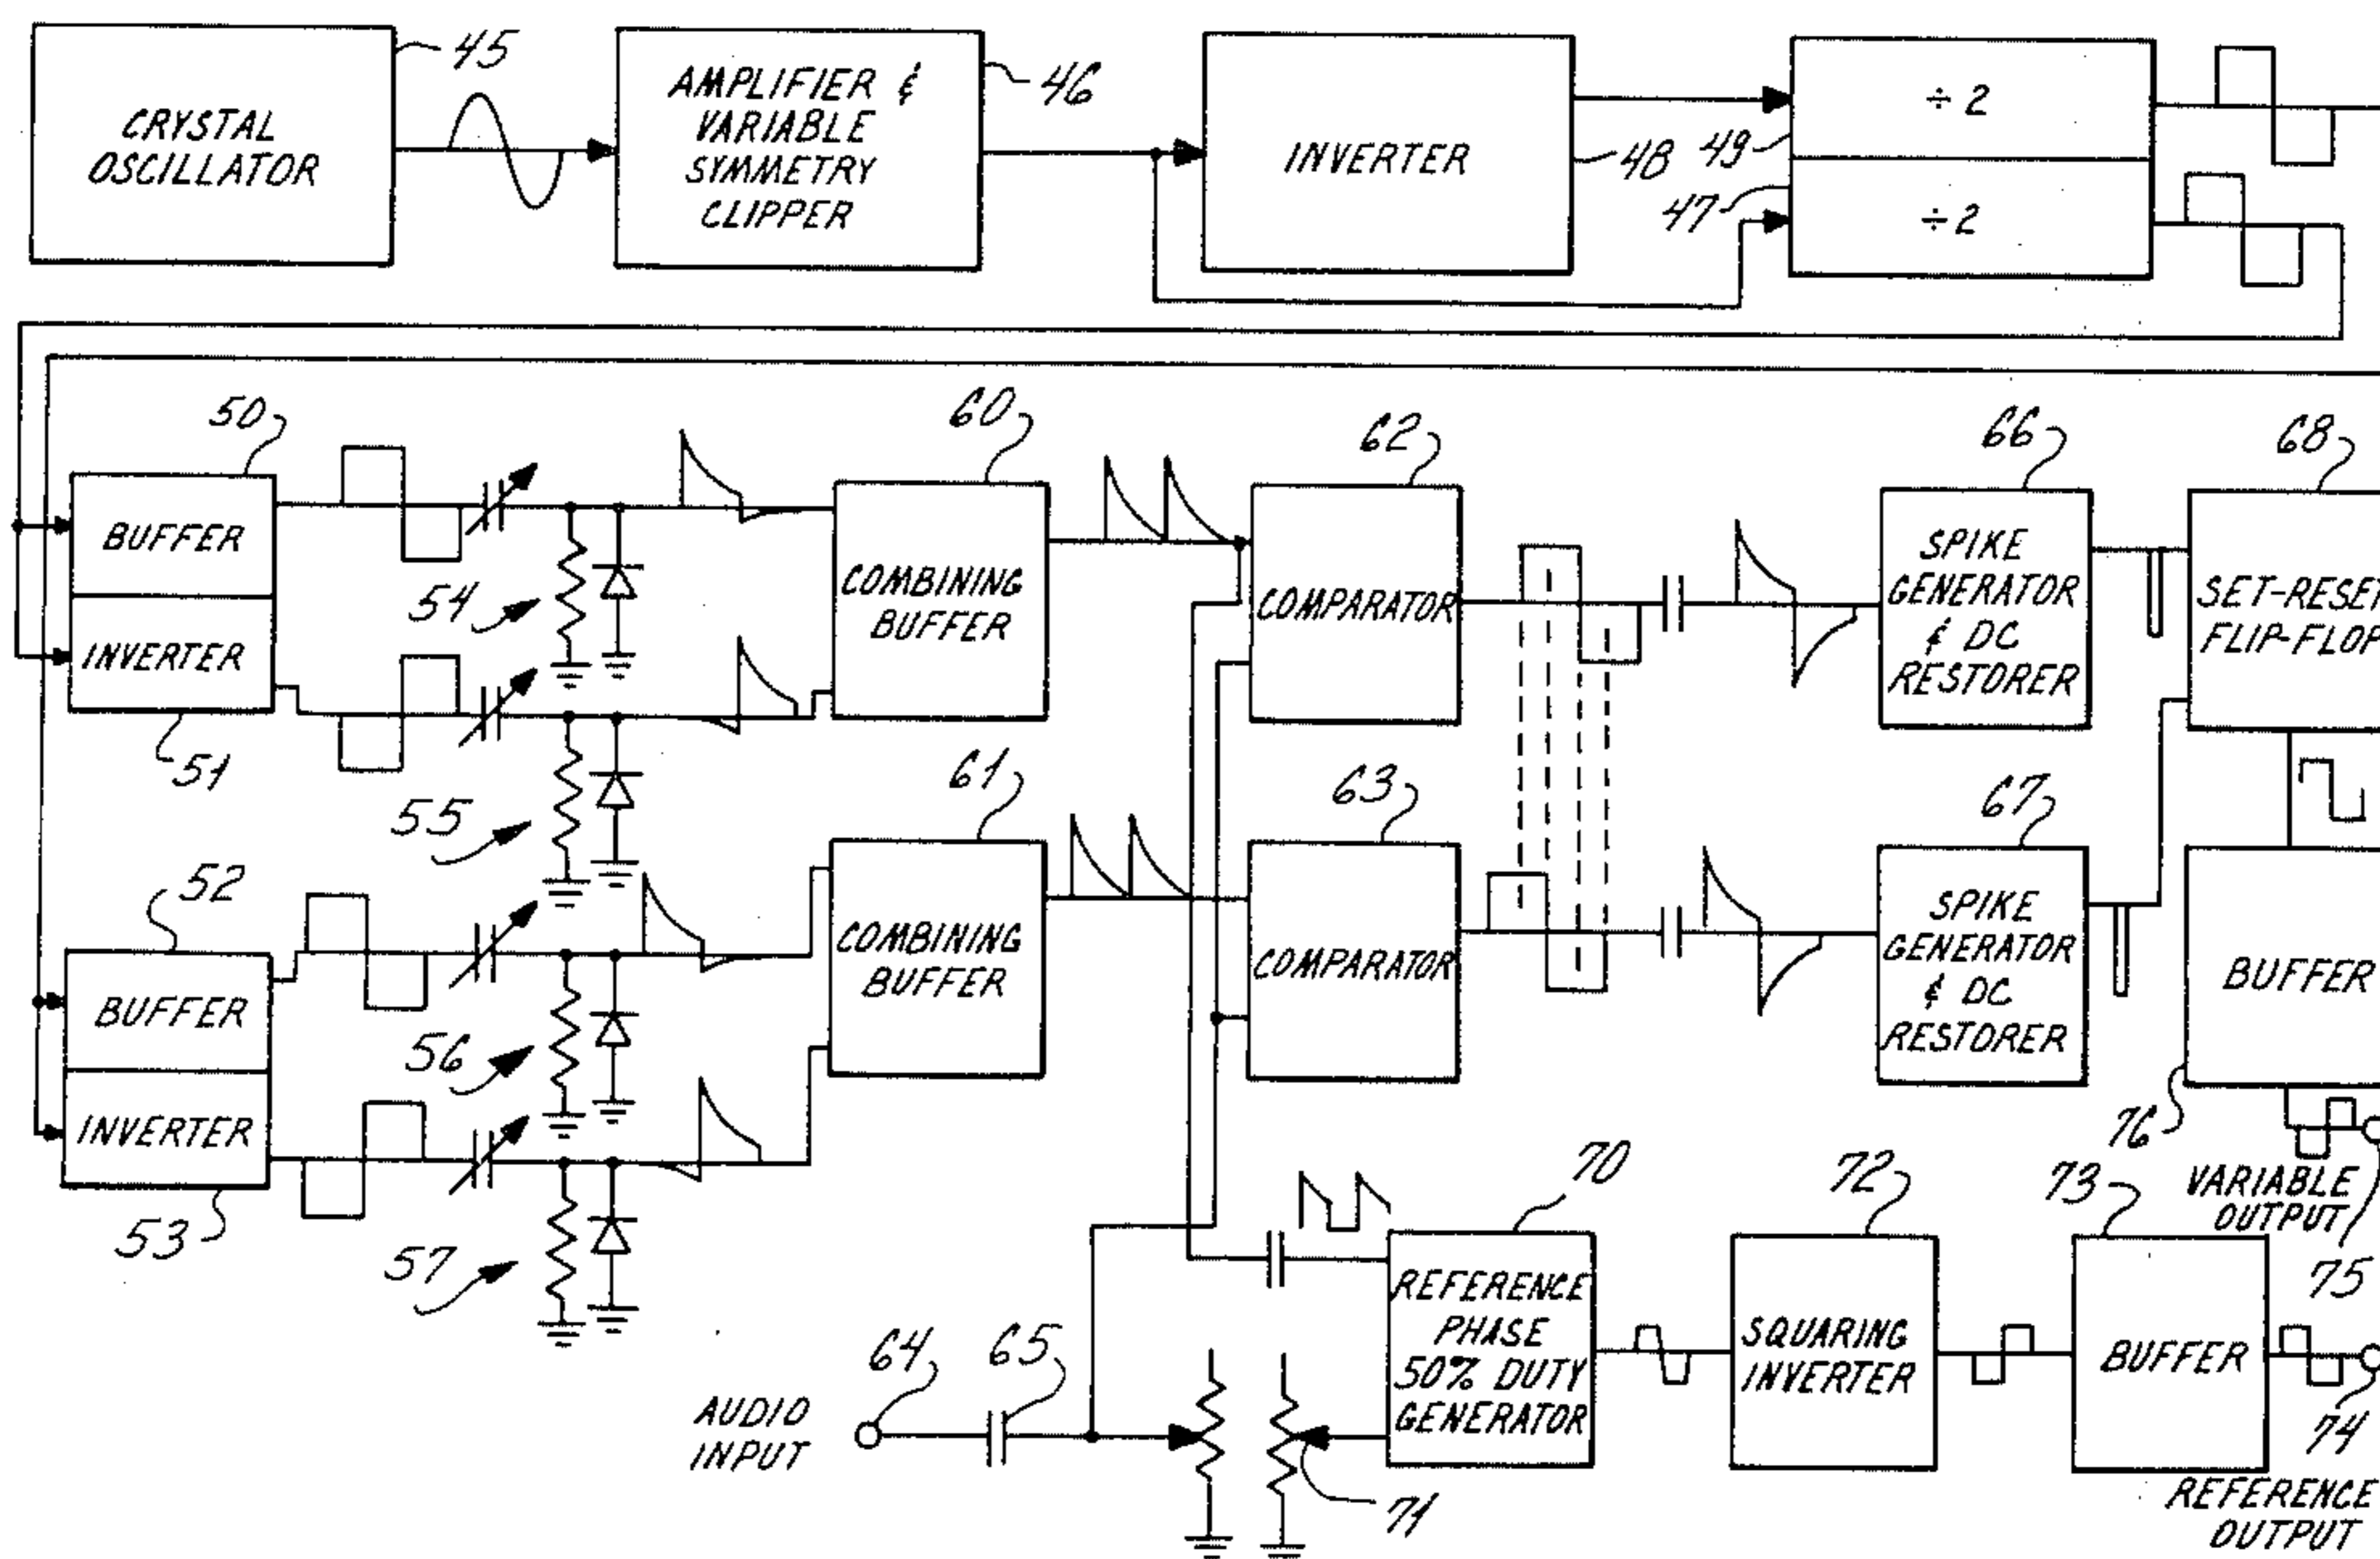 CRYSTAL
OSCILLATOR
45
AMPLIFIER &
VARIABLE
SYMMETRY
CLIPPER
46
INVERTER
48
49
47
÷2
÷2
50
BUFFER
INVERTER
51
54
55
60
COMBINING
BUFFER
62
COMPARATOR
66
SPIKE
GENERATOR
& DC
RESTORER
68
SET-RESET
FLIP-FLOP
52
BUFFER
INVERTER
53
56
57
61
COMBINING
BUFFER
63
COMPARATOR
67
SPIKE
GENERATOR
& DC
RESTORER
BUFFER
76
VARIABLE
OUTPUT
75
AUDIO
INPUT
64
65
71
70
REFERENCE
PHASE
50% DUTY
GENERATOR
72
SQUARING
INVERTER
73
BUFFER
74
REFERENCE
OUTPUT